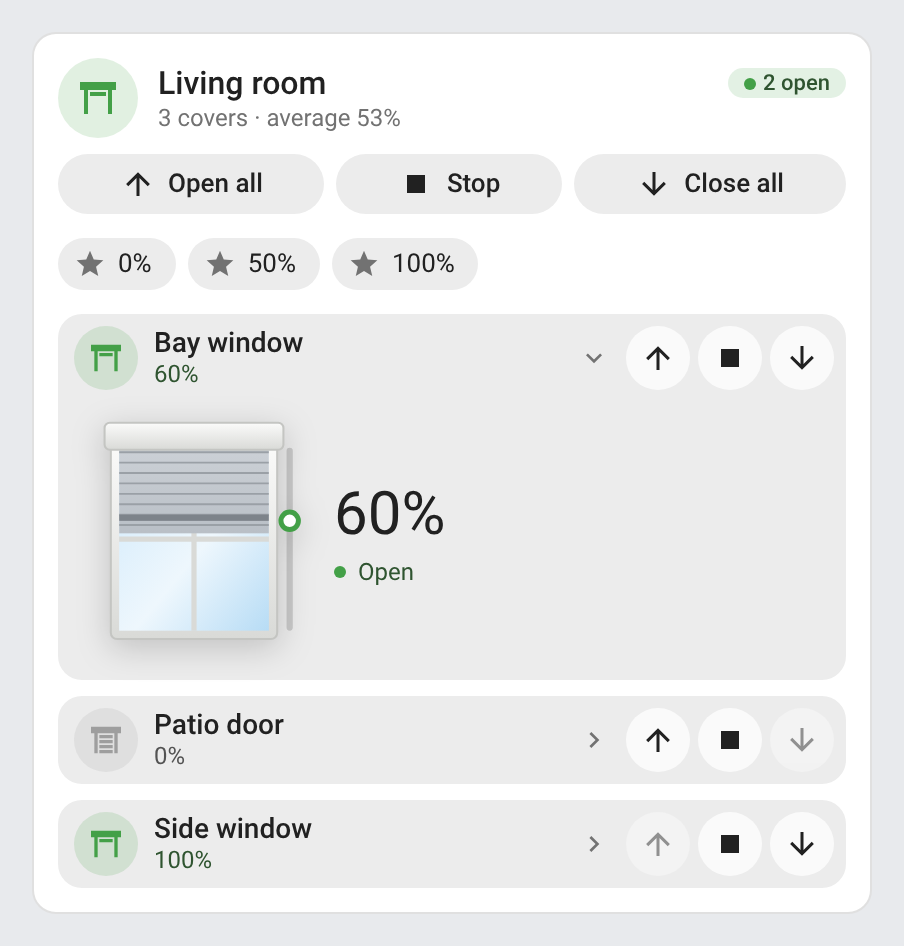 Living room
3 covers · average 53%
2 open
Open all
Stop
Close all
0%
50%
100%
Bay window
60%
60%
Open
Patio door
0%
Side window
100%